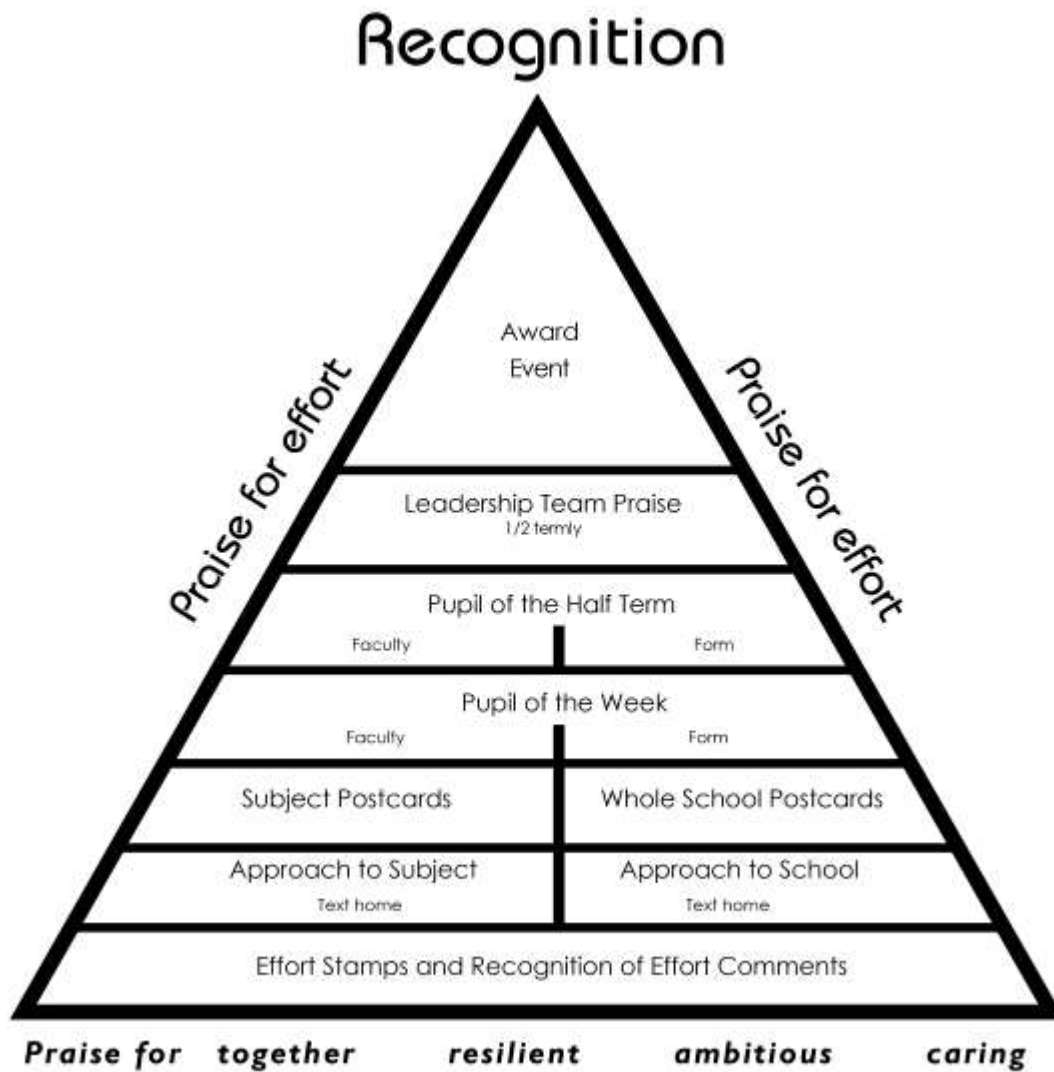 Recognition
Award
Event
Praise for effort
Praise for effort
Leadership Team Praise
1/2 termly
Pupil of the Half Term
Faculty Form
Pupil of the Week
Faculty Form
Subject Postcards Whole School Postcards
Approach to Subject Approach to School
Text home Text home
Effort Stamps and Recognition of Effort Comments
Praise for together resilient ambitious caring